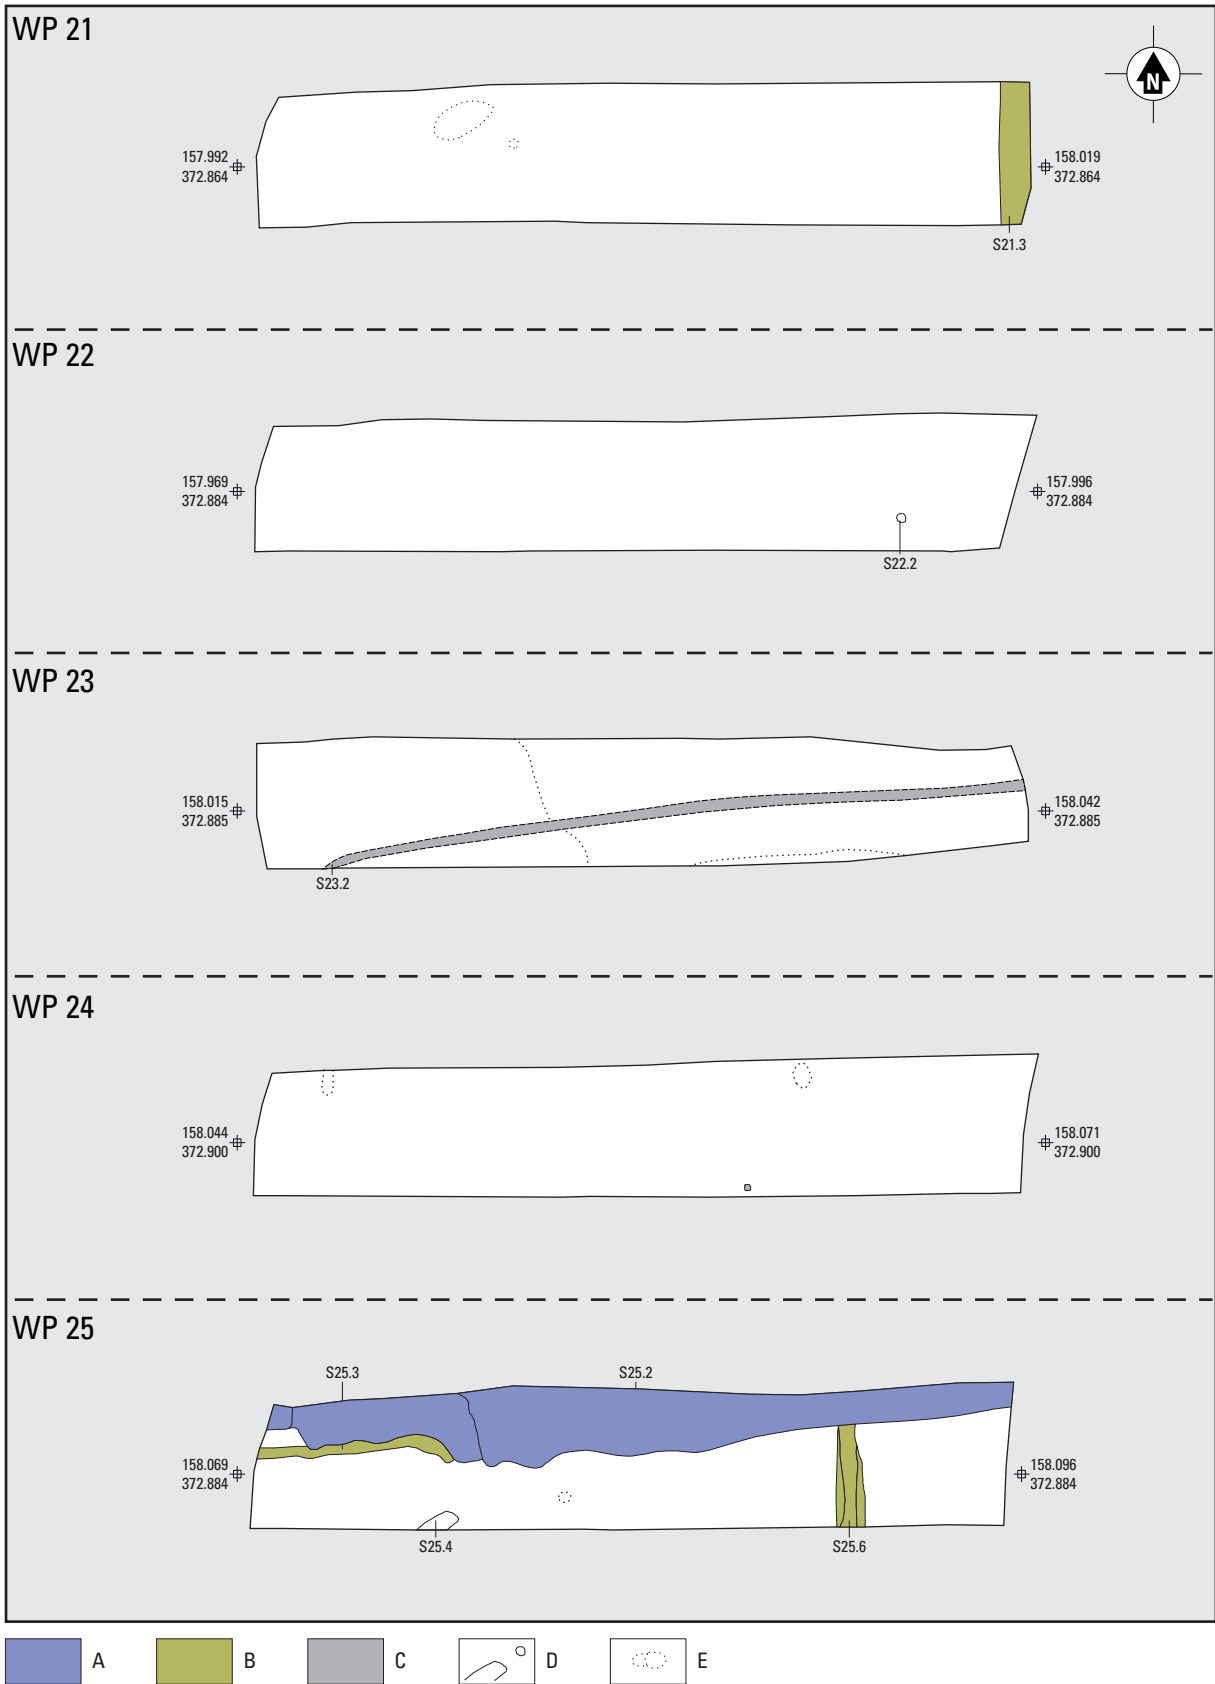 WP 21
N
157.992
372.864
158.019
372.864
S21.3
WP 22
157.969
372.884
157.996
372.884
S22.2
WP 23
158.015
372.885
158.042
372.885
S23.2
WP 24
158.044
372.900
158.071
372.900
WP 25
S25.3
S25.2
158.069
372.884
158.096
372.884
S25.4
S25.6
A
B
C
D
E